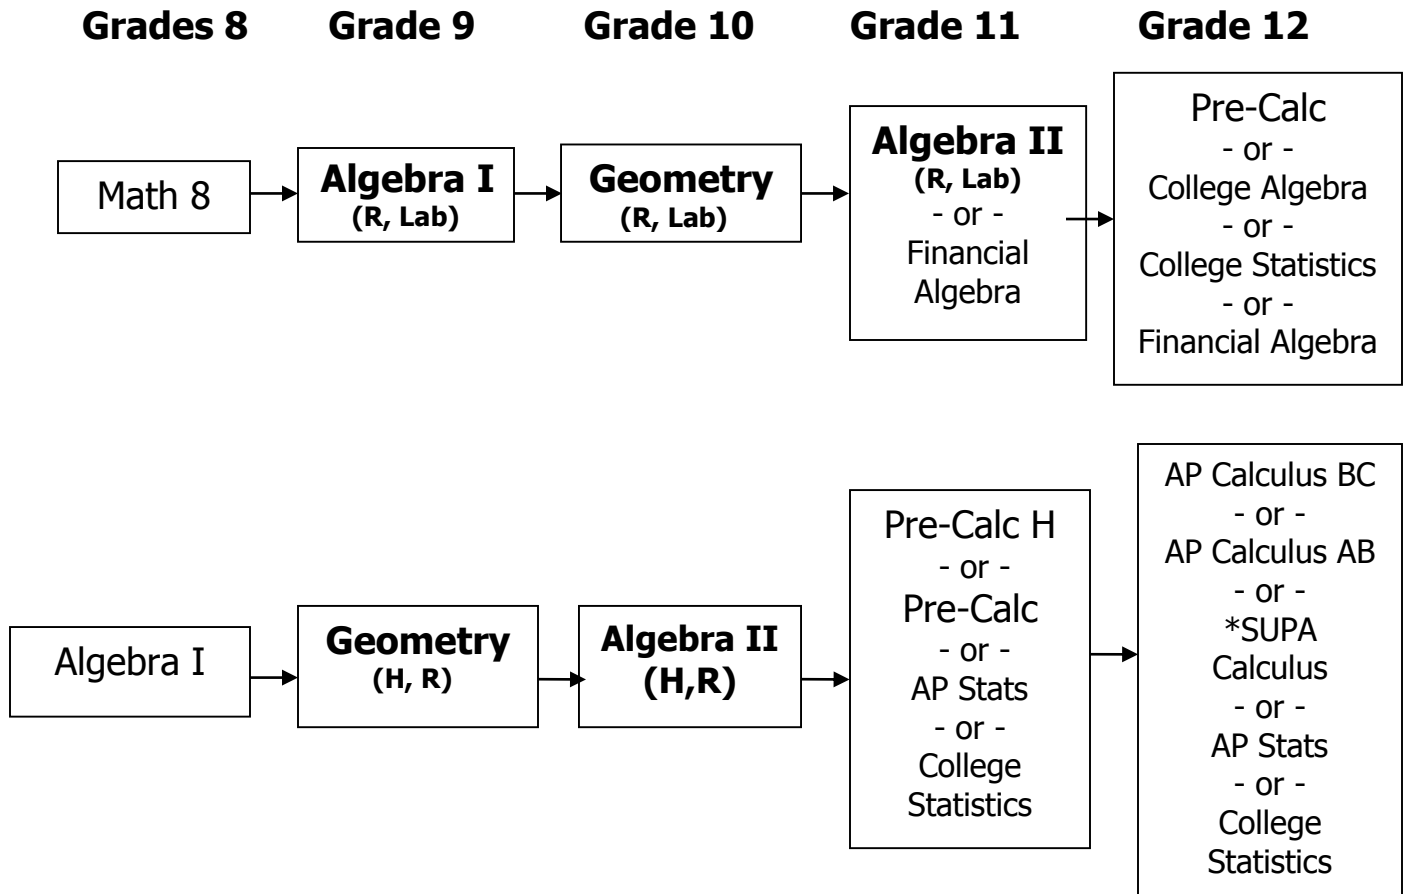 Grades 8 Grade 9 Grade 10 Grade 11 Grade 12
Math 8
Algebra I
(R, Lab)
Geometry
(R, Lab)
Algebra II
(R, Lab)
- or -
Financial
Algebra
Pre-Calc
- or -
College Algebra
- or -
College Statistics
- or -
Financial Algebra
Algebra I
Geometry
(H, R)
Algebra II
(H,R)
Pre-Calc H
- or -
Pre-Calc
- or -
AP Stats
- or -
College
Statistics
AP Calculus BC
- or -
AP Calculus AB
- or -
*SUPA
Calculus
- or -
AP Stats
- or -
College
Statistics